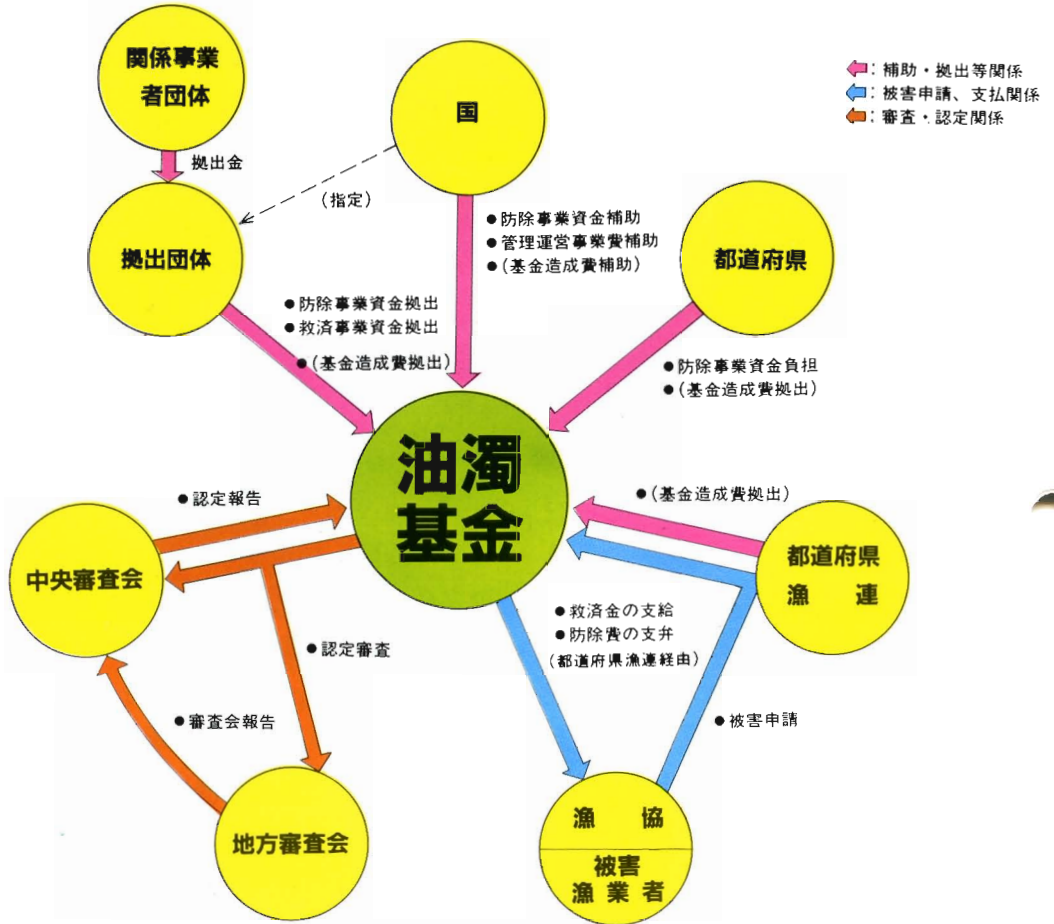 関係事業
者団体
国
：補助・拠出等関係
：被害申請、支払関係
：審査・認定関係
拠出金
(指定)
拠出団体
●防除事業資金補助
●管理運営事業費補助
●(基金造成費補助)
都道府県
●防除事業資金拠出
●救済事業資金拠出
●(基金造成費拠出)
●防除事業資金負担
●(基金造成費拠出)
油濁
基金
●認定報告
●(基金造成費拠出)
中央審査会
都道府県
漁　連
●救済金の支給
●防除費の支弁
(都道府県漁連経由)
●認定審査
●審査会報告
●被害申請
地方審査会
漁　協
被害
漁業者